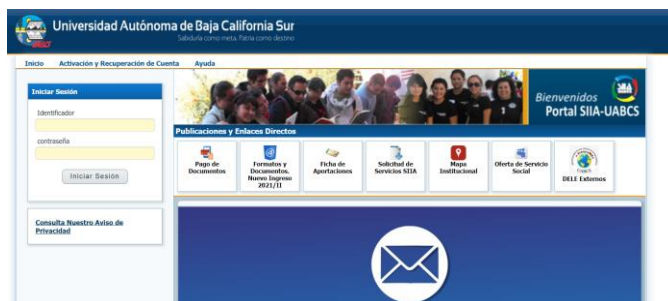 Universidad Autónoma de Baja California Sur
Sabiduría como meta. Patria como destino
Inicio Activación y Recuperación de Cuenta Ayuda
Iniciar Sesión
Identificador
contraseña
Iniciar Sesión
Consulta Nuestro Aviso de
Privacidad
Bienvenidos
Portal SIIA-UABCS
Publicaciones y Enlaces Directos
Pago de
Documentos
Formatos y
Documentos.
Nuevo Ingreso
2021/II
Ficha de
Aportaciones
Solicitud de
Servicios SIIA
Mapa
Institucional
Oferta de Servicio
Social
DELE Externos